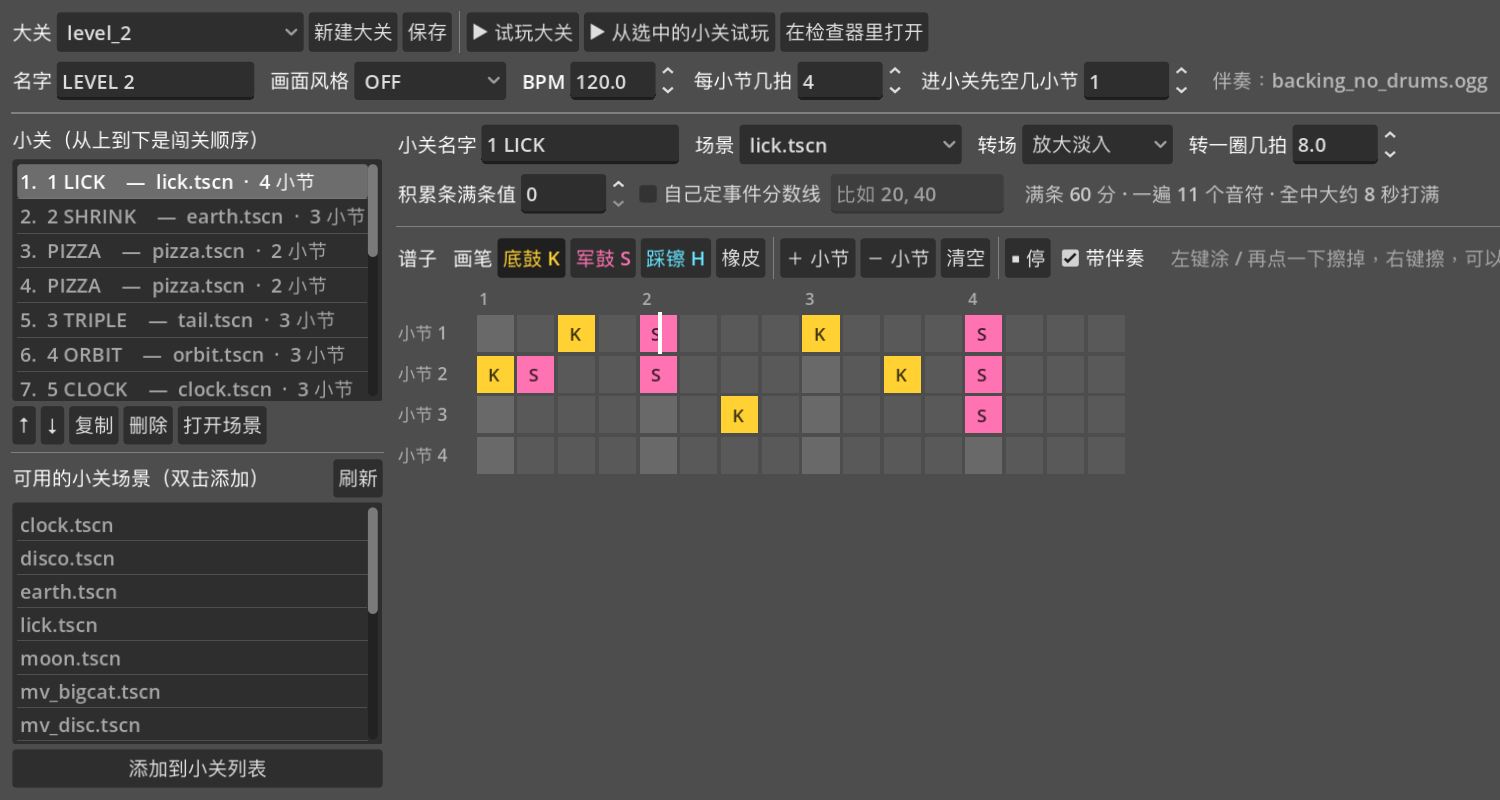 大关 level_2 新建大关 保存 ▶ 试玩大关 ▶ 从选中的小关试玩 在检查器里打开
名字 LEVEL 2 画面风格 OFF BPM 120.0 每小节几拍 4 进小关先空几小节 1 伴奏：backing_no_drums.ogg
小关（从上到下是闯关顺序）
1. 1 LICK — lick.tscn · 4 小节
2. 2 SHRINK — earth.tscn · 3 小节
3. PIZZA — pizza.tscn · 2 小节
4. PIZZA — pizza.tscn · 2 小节
5. 3 TRIPLE — tail.tscn · 3 小节
6. 4 ORBIT — orbit.tscn · 3 小节
7. 5 CLOCK — clock.tscn · 3 小节
↑ ↓ 复制 删除 打开场景
可用的小关场景（双击添加） 刷新
clock.tscn
disco.tscn
earth.tscn
lick.tscn
moon.tscn
mv_bigcat.tscn
mv_disc.tscn
添加到小关列表
小关名字 1 LICK 场景 lick.tscn 转场 放大淡入 转一圈几拍 8.0
积累条满条值 0 自己定事件分数线 比如 20, 40 满条 60 分 · 一遍 11 个音符 · 全中大约 8 秒打满
谱子 画笔 底鼓 K 军鼓 S 踩镲 H 橡皮 + 小节 − 小节 清空 ▪ 停 带伴奏 左键涂 / 再点一下擦掉，右键擦，可以
1 2 3 4
小节 1 K S K S
小节 2 K S S K S
小节 3 K S
小节 4